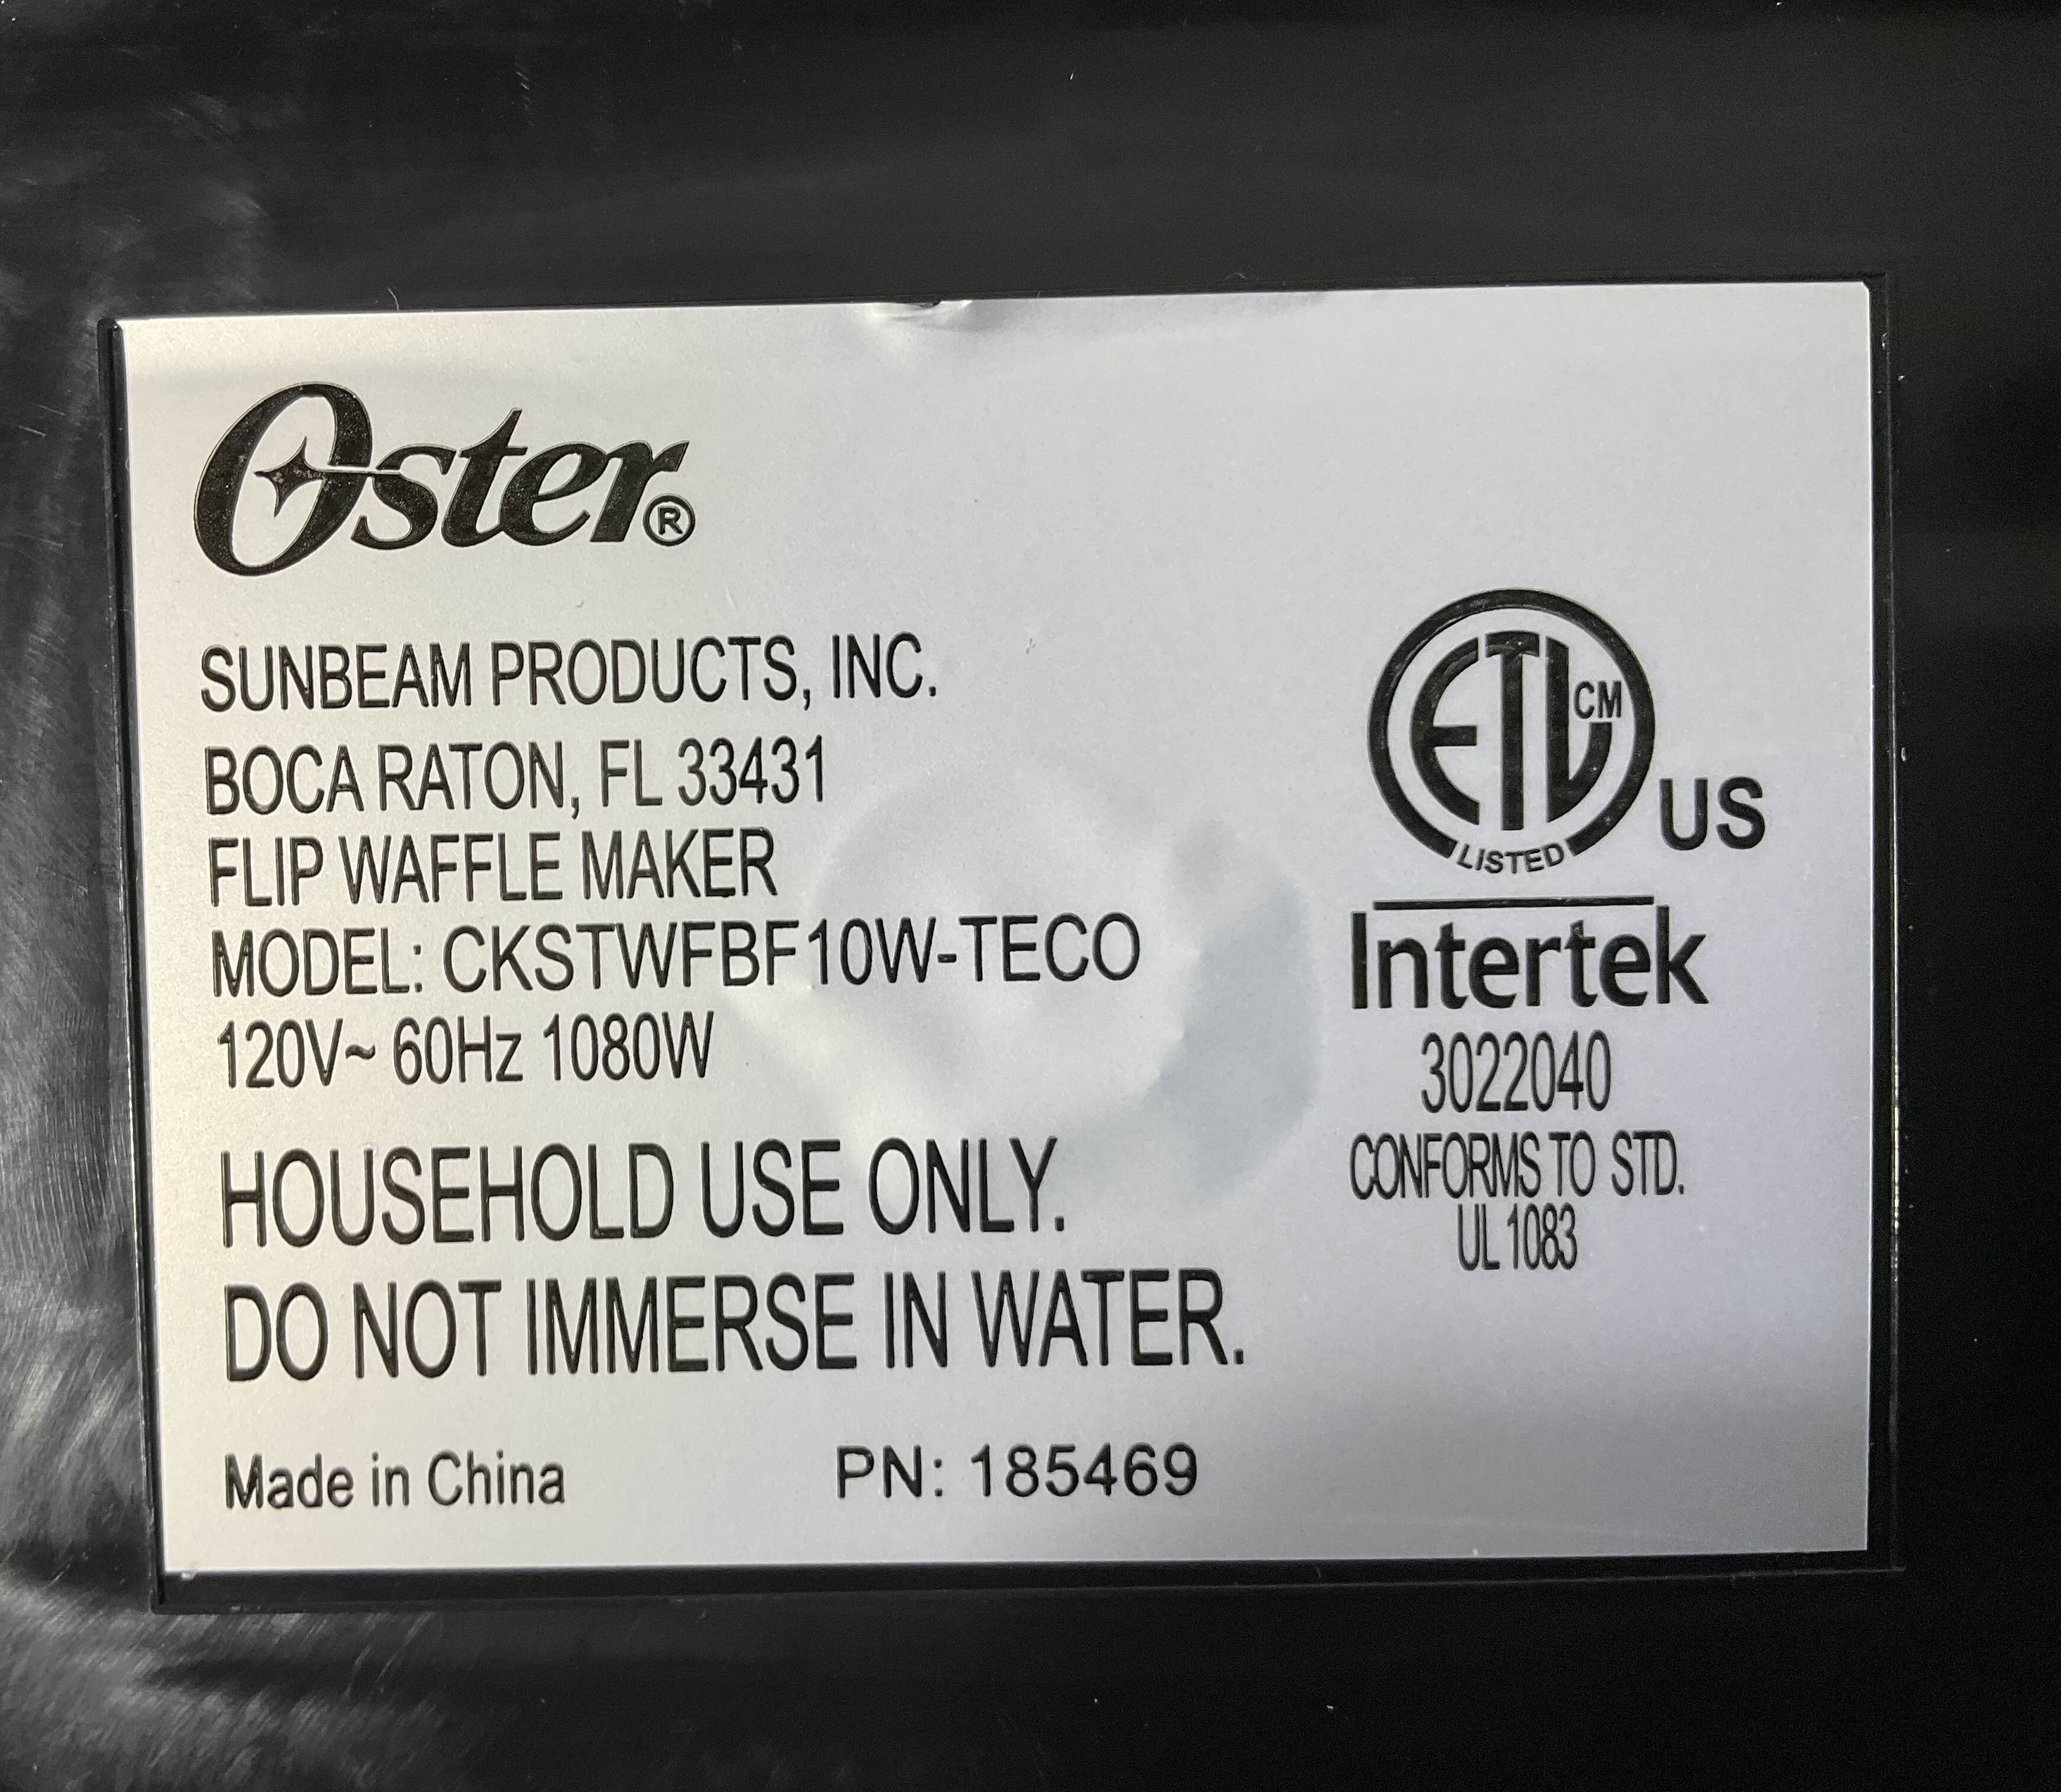 Oster®
SUNBEAM PRODUCTS, INC.
BOCA RATON, FL 33431
FLIP WAFFLE MAKER
MODEL: CKSTWFBF10W-TECO
120V~ 60Hz 1080W
HOUSEHOLD USE ONLY.
DO NOT IMMERSE IN WATER.
Made in China PN: 185469
ETL CM
LISTED
US
Intertek
3022040
CONFORMS TO STD.
UL 1083